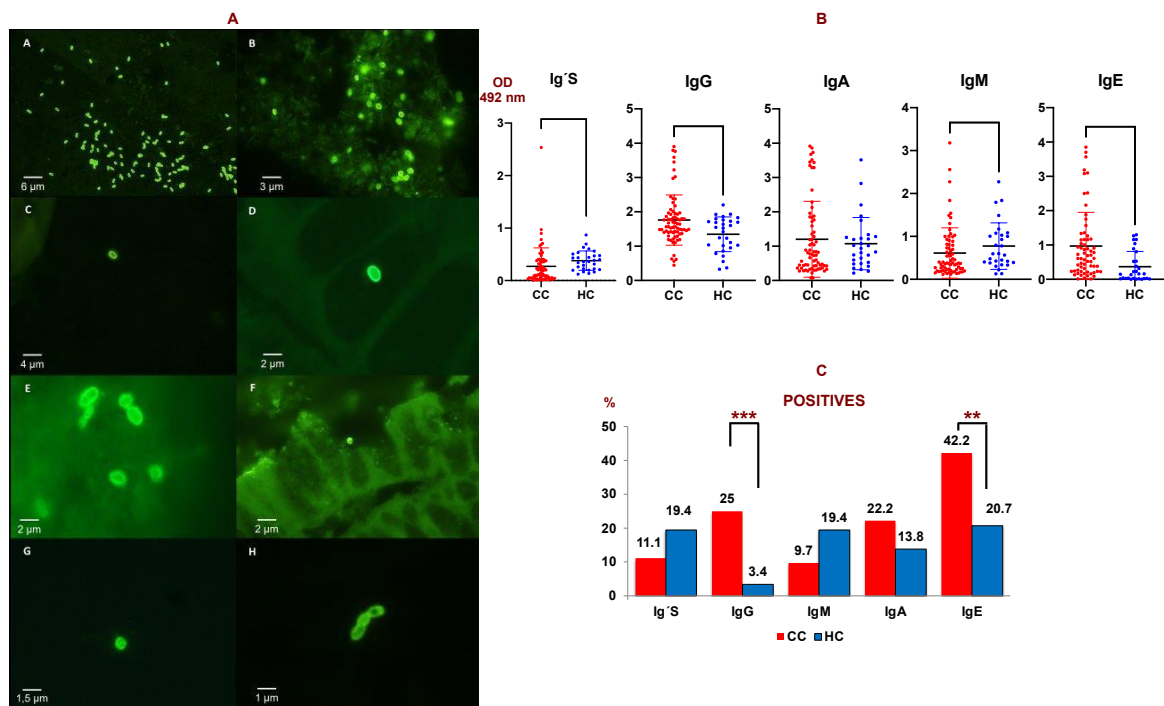 A
A
B
6 µm
3 µm
C
D
4 µm
2 µm
E
F
2 µm
2 µm
G
H
1,5 µm
1 µm
B
OD
492 nm
Ig´S
IgG
IgA
IgM
IgE
3
2
1
0
CC
HC
5
4
3
2
1
0
CC
HC
5
4
3
2
1
0
CC
HC
4
3
2
1
0
CC
HC
5
4
3
2
1
0
CC
HC
C
%
POSITIVES
50
40
30
20
10
0
***
**
11.1
19.4
25
3.4
9.7
19.4
22.2
13.8
42.2
20.7
Ig´S
IgG
IgM
IgA
IgE
CC
HC